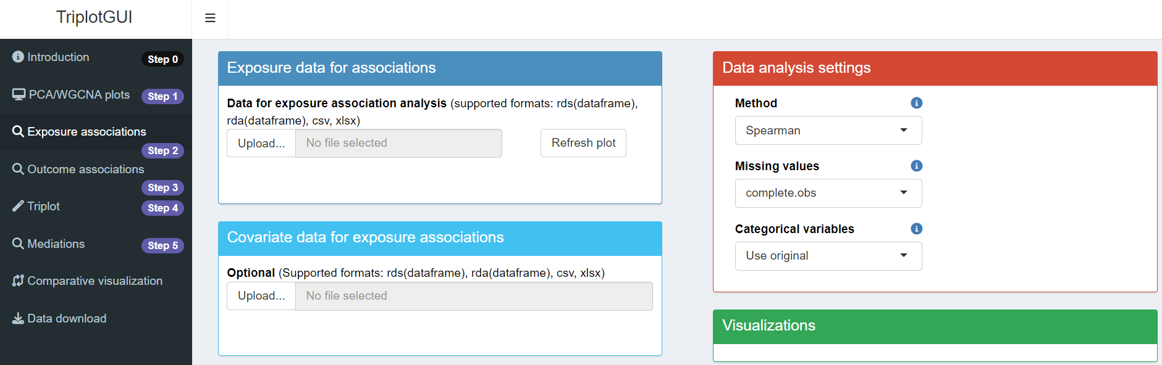 TriplotGUI
Introduction
Step 0
PCA/WGCNA plots
Step 1
Exposure associations
Step 2
Outcome associations
Step 3
Triplot
Step 4
Mediations
Step 5
Comparative visualization
Data download
Exposure data for associations
Data for exposure association analysis (supported formats: rds(dataframe),
rda(dataframe), csv, xlsx)
Upload... No file selected
Refresh plot
Covariate data for exposure associations
Optional (Supported formats: rds(dataframe), rda(dataframe), csv, xlsx)
Upload... No file selected
Data analysis settings
Method
Spearman
Missing values
complete.obs
Categorical variables
Use original
Visualizations